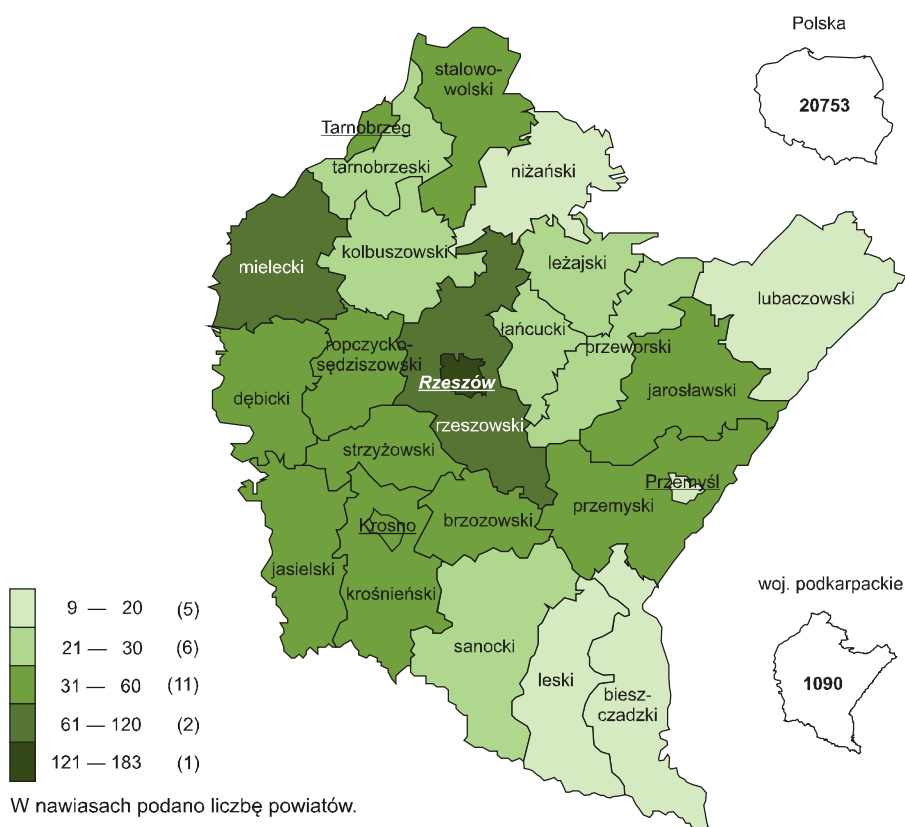 Polska
20753
stalowo-
wolski
Tarnobrzeg
tarnobrzeski
niżański
kolbuszowski
mielecki
leżajski
lubaczowski
łańcucki
przeworski
ropczycko-
sędziszowski
Rzeszów
jarosławski
dębicki
rzeszowski
strzyżowski
Przemyśl
przemyski
Krosno
brzozowski
jasielski
krośnieński
sanocki
leski
biesz-
czadzki
woj. podkarpackie
1090
9 — 20 (5)
21 — 30 (6)
31 — 60 (11)
61 — 120 (2)
121 — 183 (1)
W nawiasach podano liczbę powiatów.